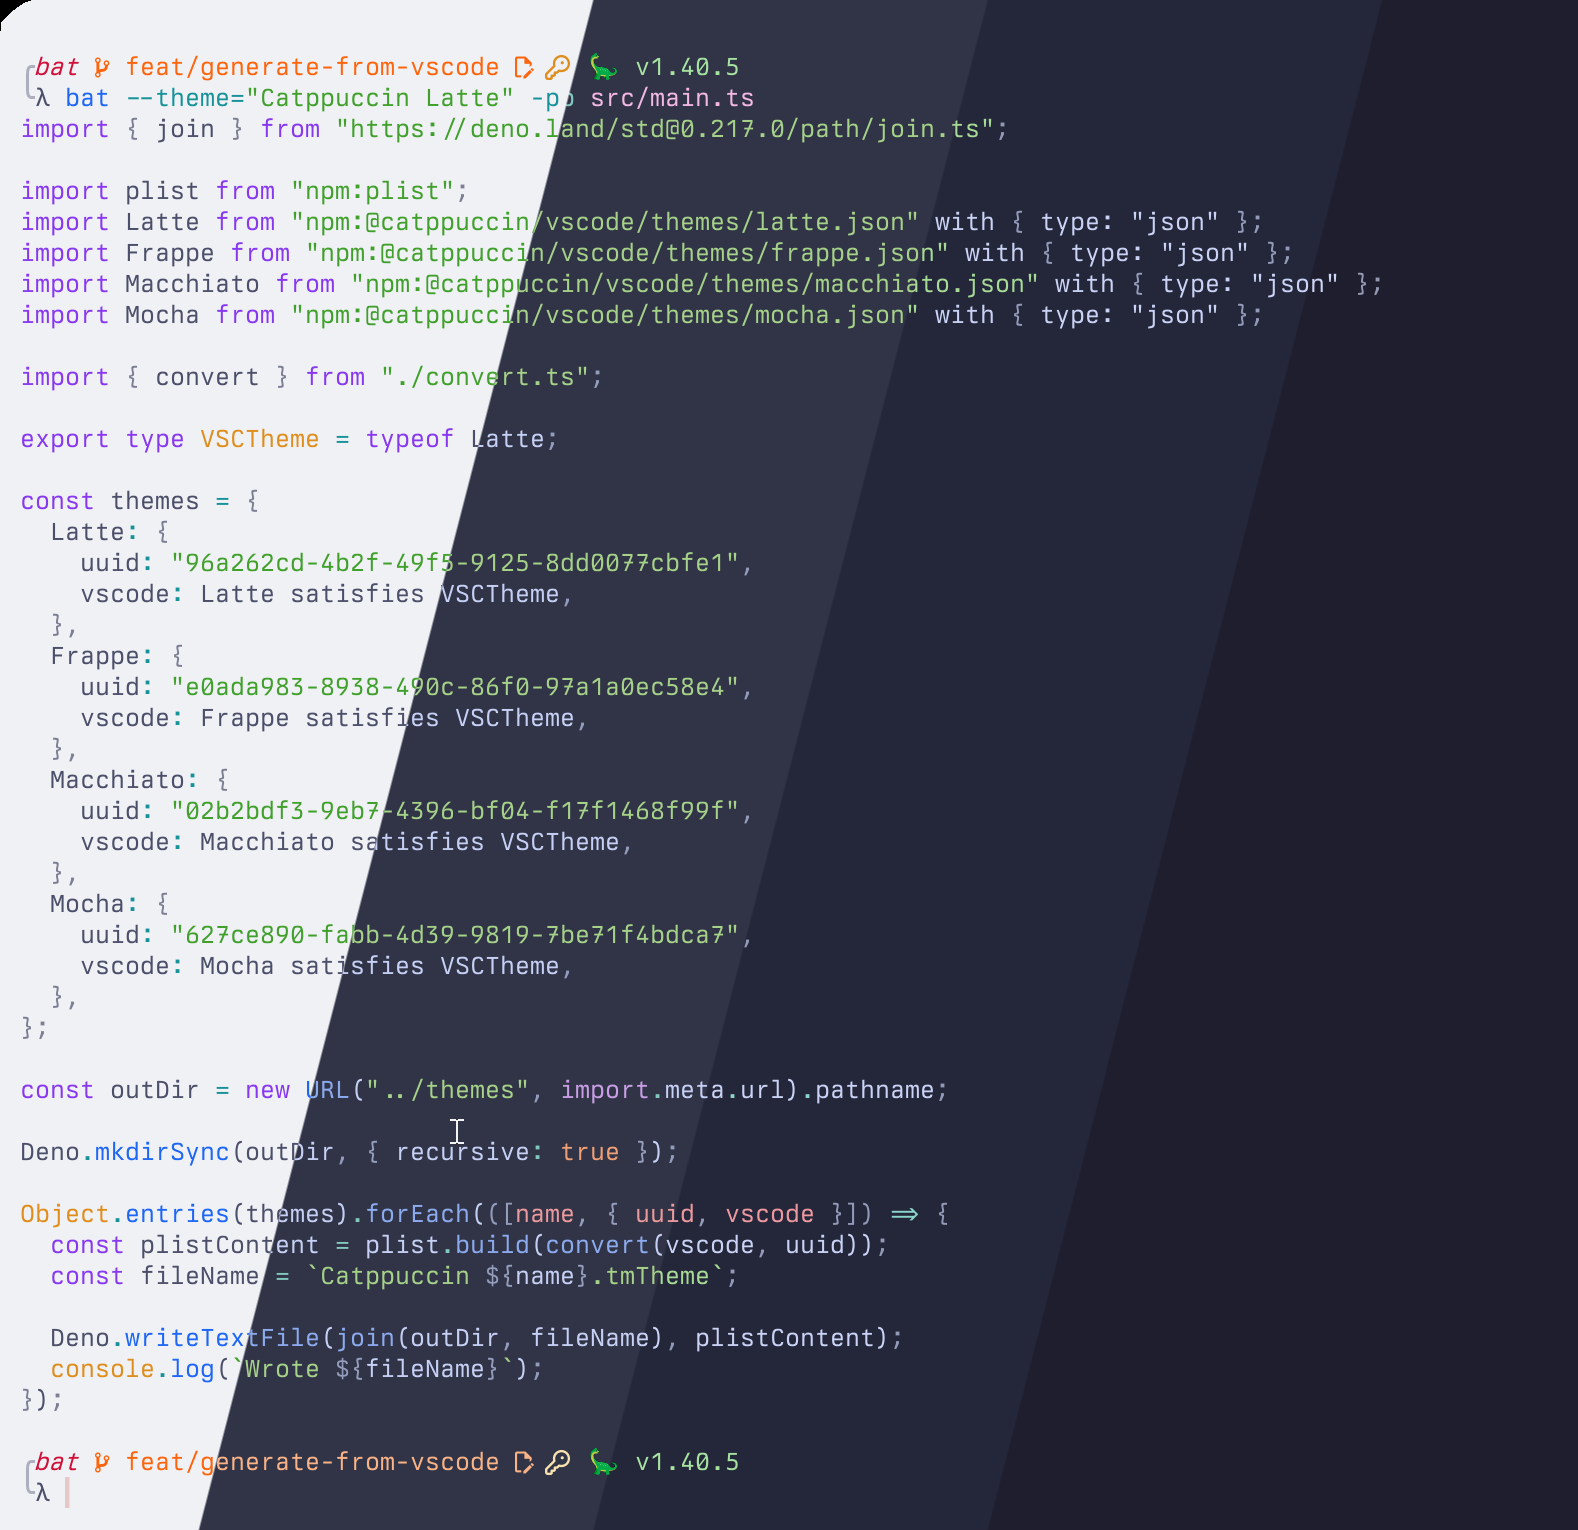 bat feat/generate-from-vscode v1.40.5
λ bat --theme="Catppuccin Latte" -pp src/main.ts
import { join } from "https://deno.land/std@0.217.0/path/join.ts";
import plist from "npm:plist";
import Latte from "npm:@catppuccin/vscode/themes/latte.json" with { type: "json" };
import Frappe from "npm:@catppuccin/vscode/themes/frappe.json" with { type: "json" };
import Macchiato from "npm:@catppuccin/vscode/themes/macchiato.json" with { type: "json" };
import Mocha from "npm:@catppuccin/vscode/themes/mocha.json" with { type: "json" };
import { convert } from "./convert.ts";
export type VSCTheme = typeof Latte;
const themes = {
  Latte: {
    uuid: "96a262cd-4b2f-49f5-9125-8dd0077cbfe1",
    vscode: Latte satisfies VSCTheme,
  },
  Frappe: {
    uuid: "e0ada983-8938-490c-86f0-97a1a0ec58e4",
    vscode: Frappe satisfies VSCTheme,
  },
  Macchiato: {
    uuid: "02b2bdf3-9eb7-4396-bf04-f17f1468f99f",
    vscode: Macchiato satisfies VSCTheme,
  },
  Mocha: {
    uuid: "627ce890-fabb-4d39-9819-7be71f4bdca7",
    vscode: Mocha satisfies VSCTheme,
  },
};
const outDir = new URL("../themes", import.meta.url).pathname;
Deno.mkdirSync(outDir, { recursive: true });
Object.entries(themes).forEach(([name, { uuid, vscode }]) => {
  const plistContent = plist.build(convert(vscode, uuid));
  const fileName = `Catppuccin ${name}.tmTheme`;
  Deno.writeTextFile(join(outDir, fileName), plistContent);
  console.log(`Wrote ${fileName}`);
});
bat feat/generate-from-vscode v1.40.5
λ